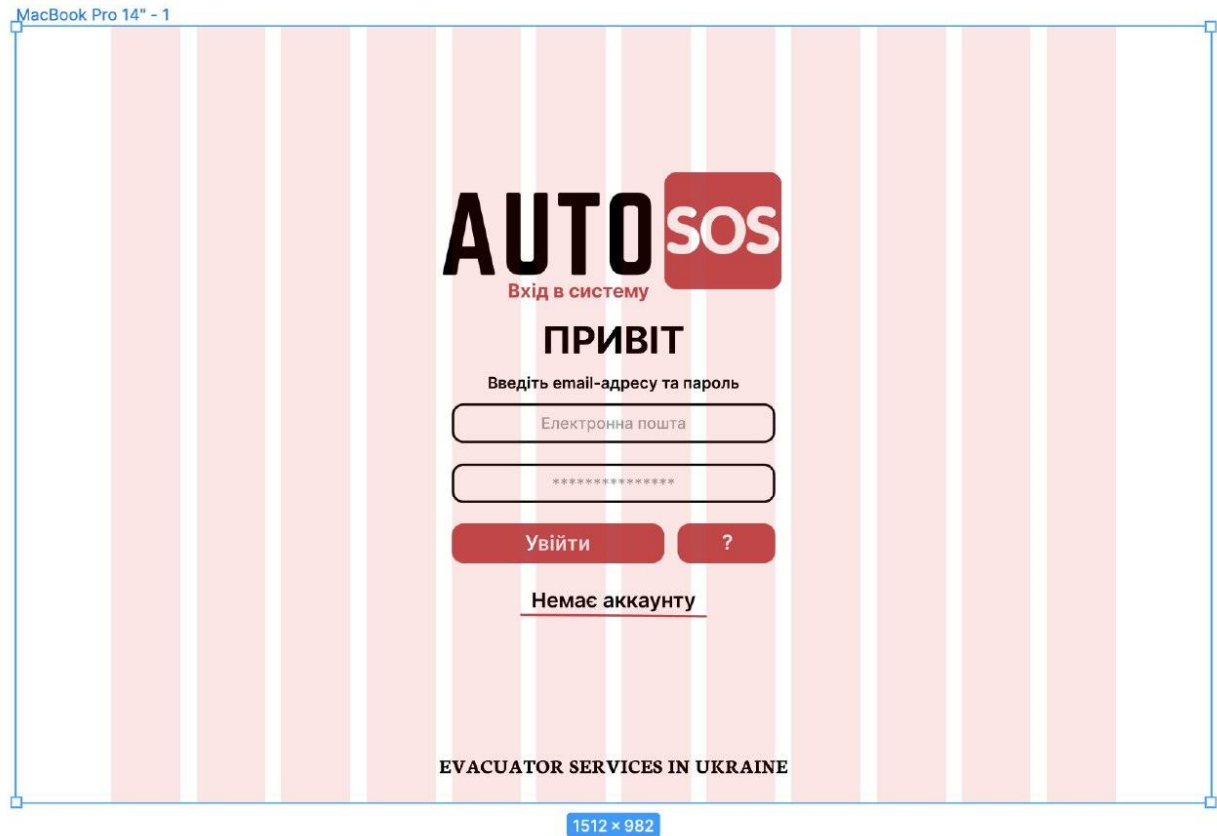 MacBook Pro 14" - 1
AUTO SOS
Вхід в систему
ПРИВІТ
Введіть email-адресу та пароль
Електронна пошта
***************
Увійти ?
Немає аккаунту
EVACUATOR SERVICES IN UKRAINE
1512 × 982